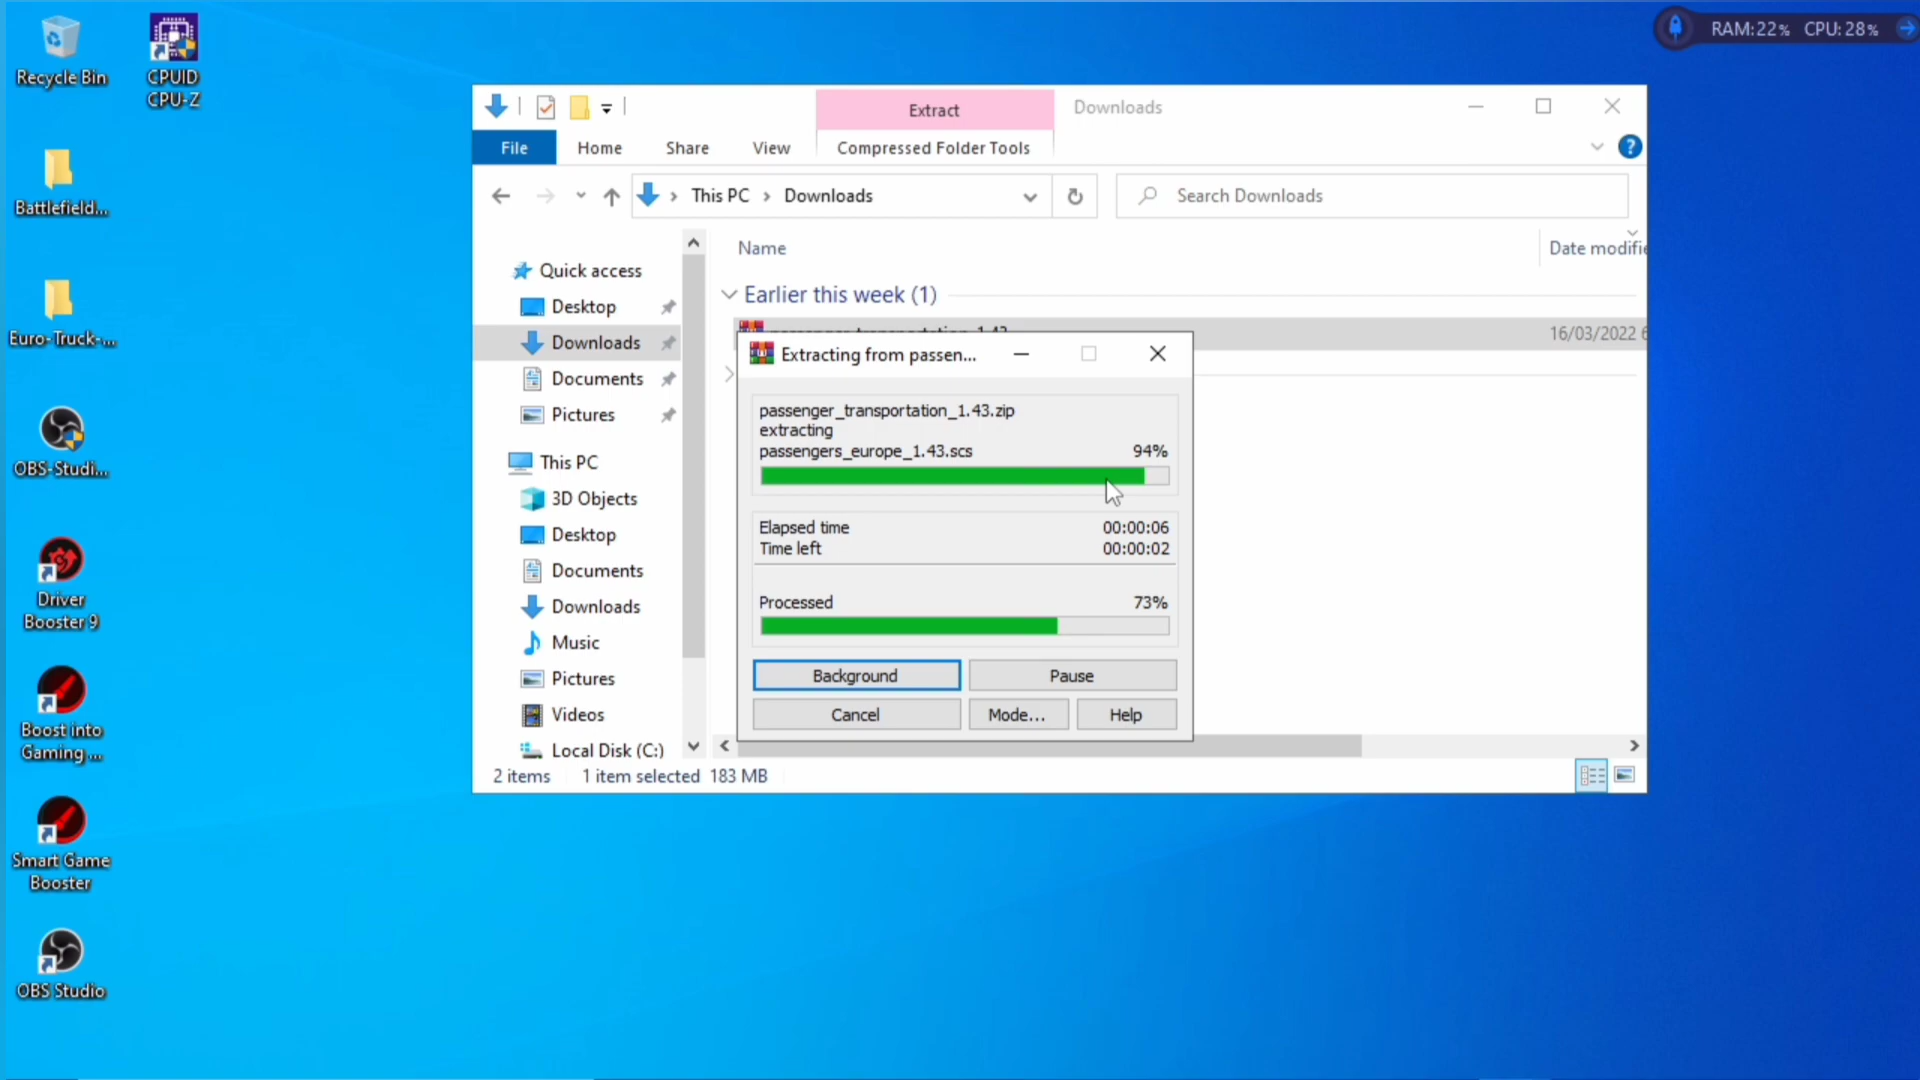 Recycle Bin
CPUID
CPU-Z
Battlefield...
Euro-Truck-...
OBS-Studi...
Driver
Booster 9
Boost into
Gaming ...
Smart Game
Booster
OBS Studio
RAM:22% CPU:28%
Extract
Downloads
File
Home
Share
View
Compressed Folder Tools
?
This PC
Downloads
Search Downloads
Name
Date modifie
Quick access
Desktop
Downloads
Documents
Pictures
This PC
3D Objects
Desktop
Documents
Downloads
Music
Pictures
Videos
Local Disk (C:)
Earlier this week (1)
passenger_transportation_1.43
16/03/2022 6
Extracting from passen...
passenger_transportation_1.43.zip
extracting
passengers_europe_1.43.scs 94%
Elapsed time 00:00:06
Time left 00:00:02
Processed 73%
Background
Pause
Cancel
Mode...
Help
2 items 1 item selected 183 MB